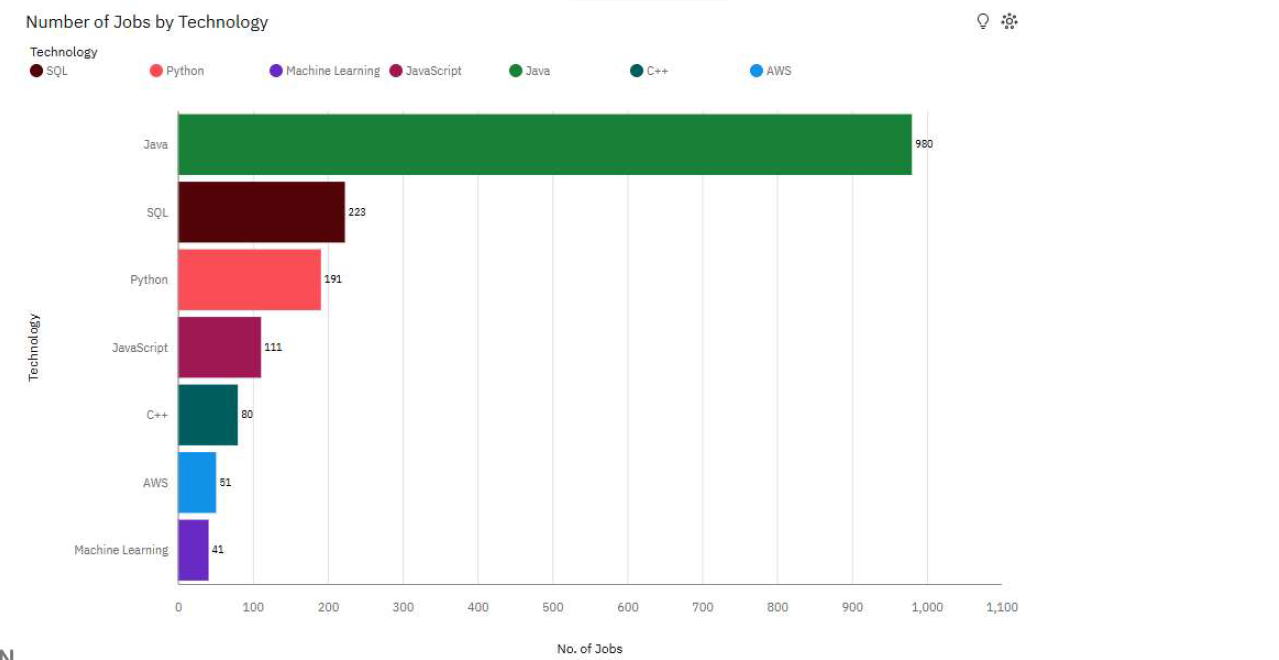 Number of Jobs by Technology
Technology
SQL Python Machine Learning JavaScript Java C++ AWS
Java 980
SQL 223
Python 191
JavaScript 111
C++ 80
AWS 51
Machine Learning 41
Technology
0 100 200 300 400 500 600 700 800 900 1,000 1,100
No. of Jobs
N